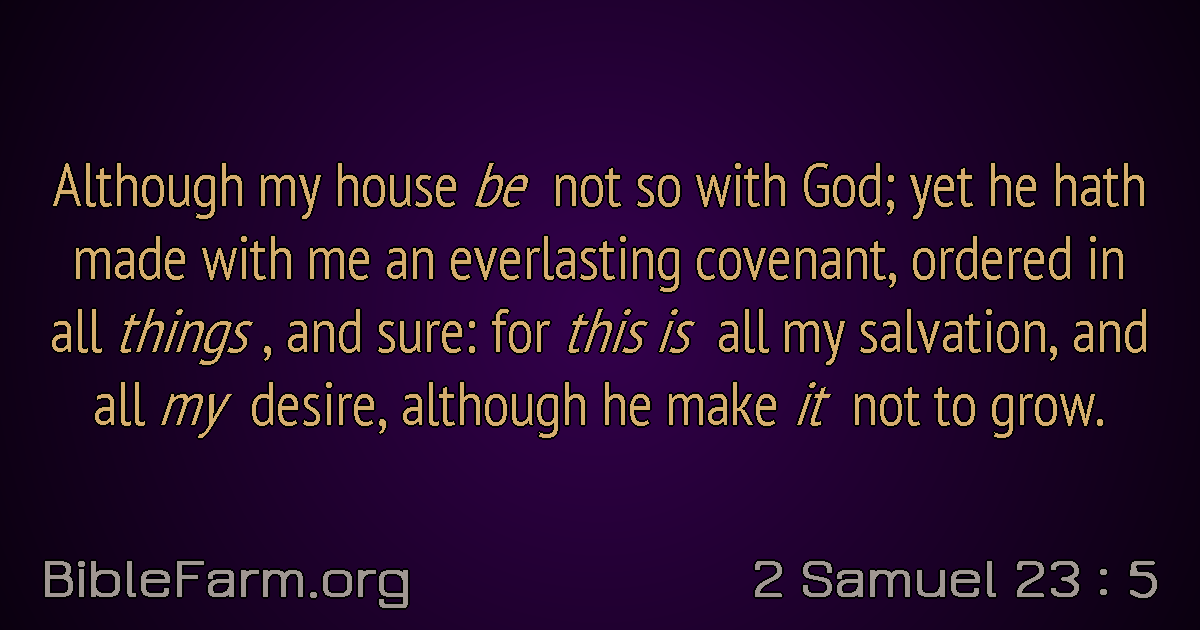 Although my house be not so with God; yet he hath
made with me an everlasting covenant, ordered in
all things , and sure: for this is all my salvation, and
all my desire, although he make it not to grow.
BibleFarm.org
2 Samuel 23 : 5